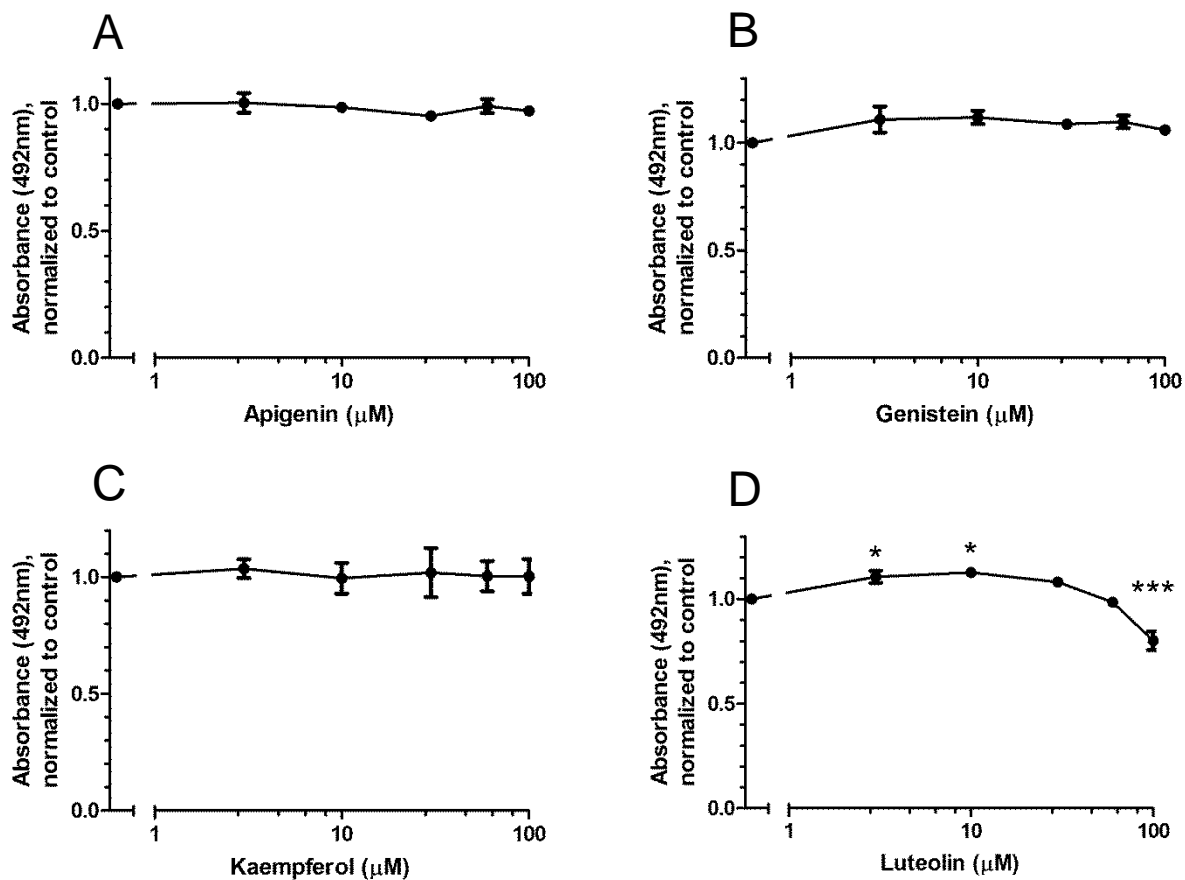 A
Absorbance (492nm),
normalized to control
1.0
0.5
0.0
1
10
100
Apigenin (μM)
B
Absorbance (492nm),
normalized to control
1.0
0.5
0.0
1
10
100
Genistein (μM)
C
Absorbance (492nm),
normalized to control
1.0
0.5
0.0
1
10
100
Kaempferol (μM)
D
Absorbance (492nm),
normalized to control
*
*
***
1.0
0.5
0.0
1
10
100
Luteolin (μM)